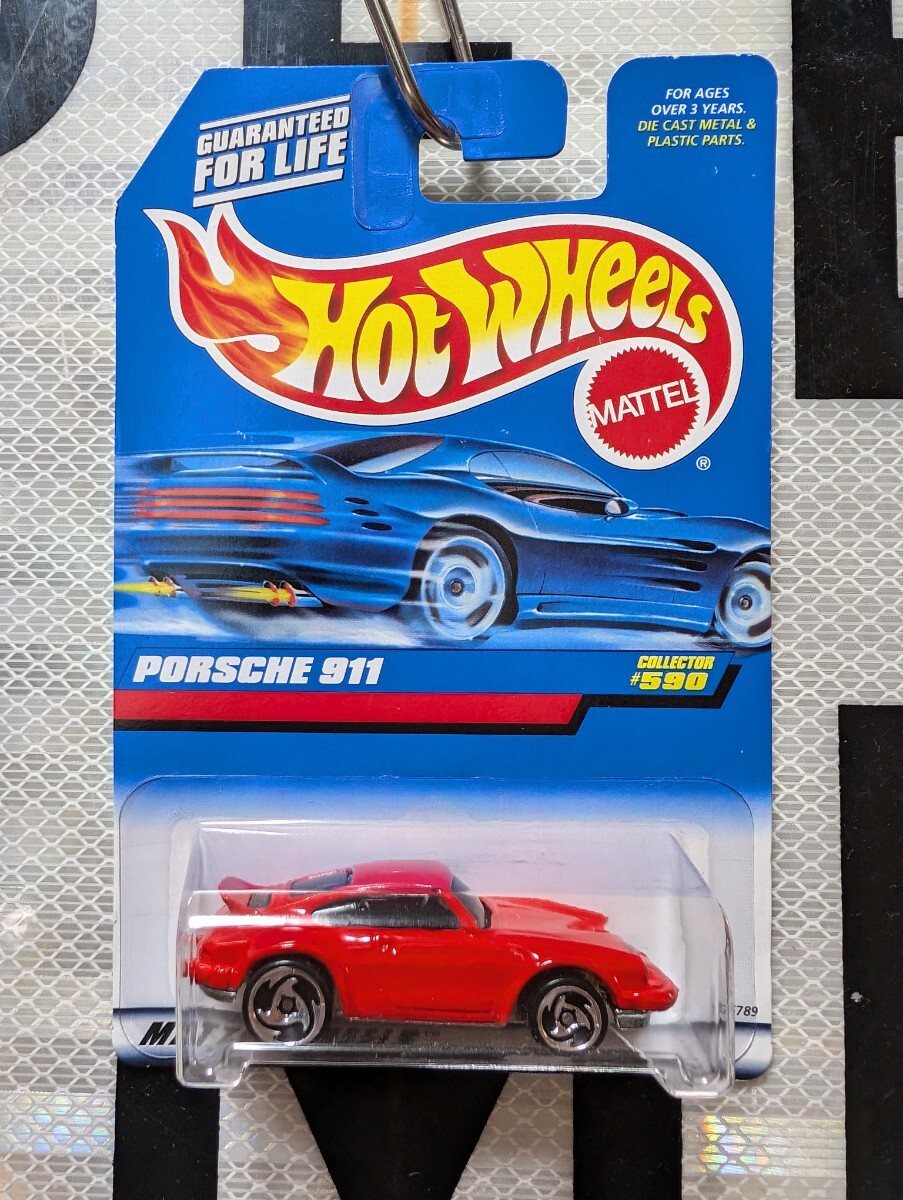 GUARANTEED
FOR LIFE
FOR AGES
OVER 3 YEARS.
DIE CAST METAL &
PLASTIC PARTS.
HOT WHEELS
MATTEL
®
PORSCHE 911
COLLECTOR
#590
789